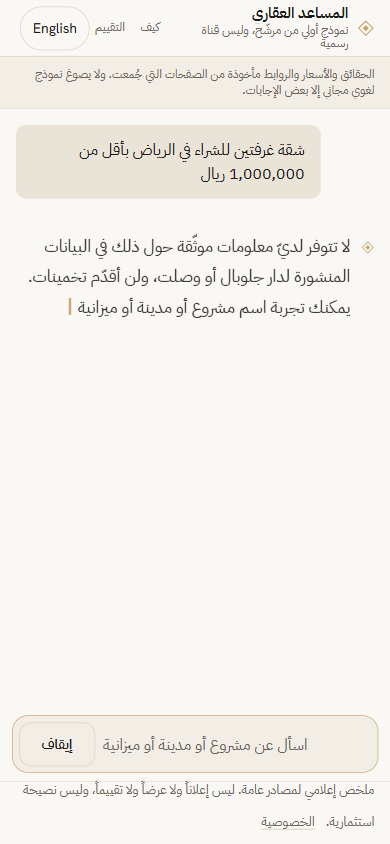 المساعد العقاري
نموذج أولي من مرشّح، وليس قناة
رسمية
كيف
التقييم
English
الحقائق والأسعار والروابط مأخوذة من الصفحات التي جُمعت. ولا يصوغ نموذج
لغوي مجاني إلا بعض الإجابات.
شقة غرفتين للشراء في الرياض بأقل من
1,000,000 ريال
لا تتوفر لديّ معلومات موثّقة حول ذلك في البيانات
المنشورة لدار جلوبال أو وصلت، ولن أقدّم تخمينات.
يمكنك تجربة اسم مشروع أو مدينة أو ميزانية
اسأل عن مشروع أو مدينة أو ميزانية
إيقاف
ملخص إعلامي لمصادر عامة. ليس إعلاناً ولا عرضاً ولا تقييماً، وليس نصيحة
استثمارية. الخصوصية